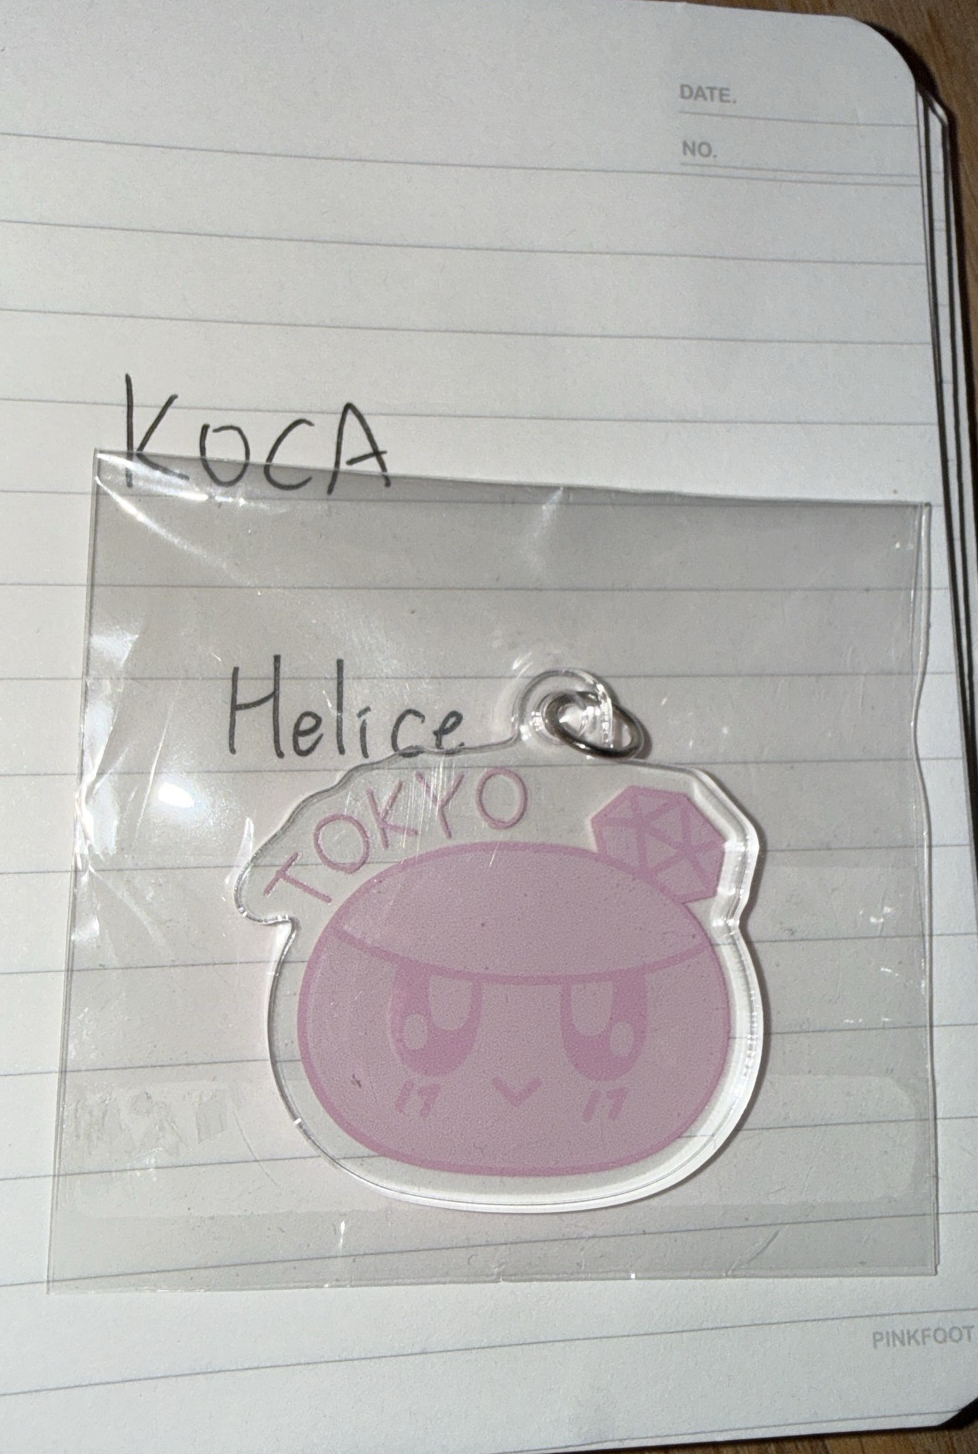 DATE.
NO.
KOCA
Helice
TOKYO
PINKFOOT